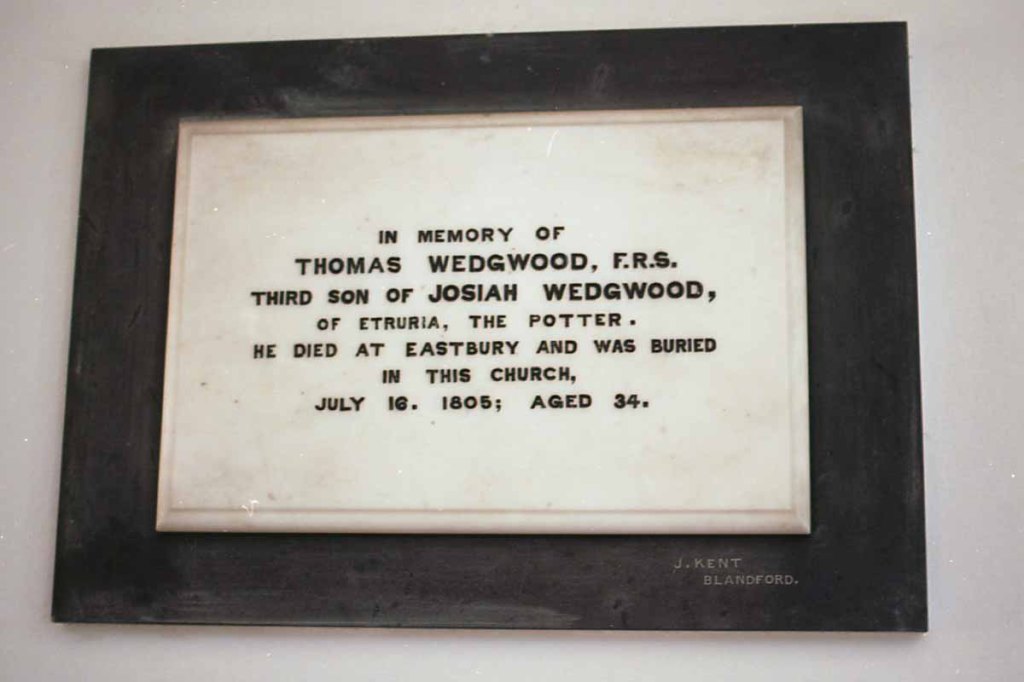 IN MEMORY OF
THOMAS WEDGWOOD, F.R.S.
THIRD SON OF JOSIAH WEDGWOOD,
OF ETRURIA, THE POTTER.
HE DIED AT EASTBURY AND WAS BURIED
IN THIS CHURCH,
JULY 16. 1805; AGED 34.
J. KENT
BLANDFORD.